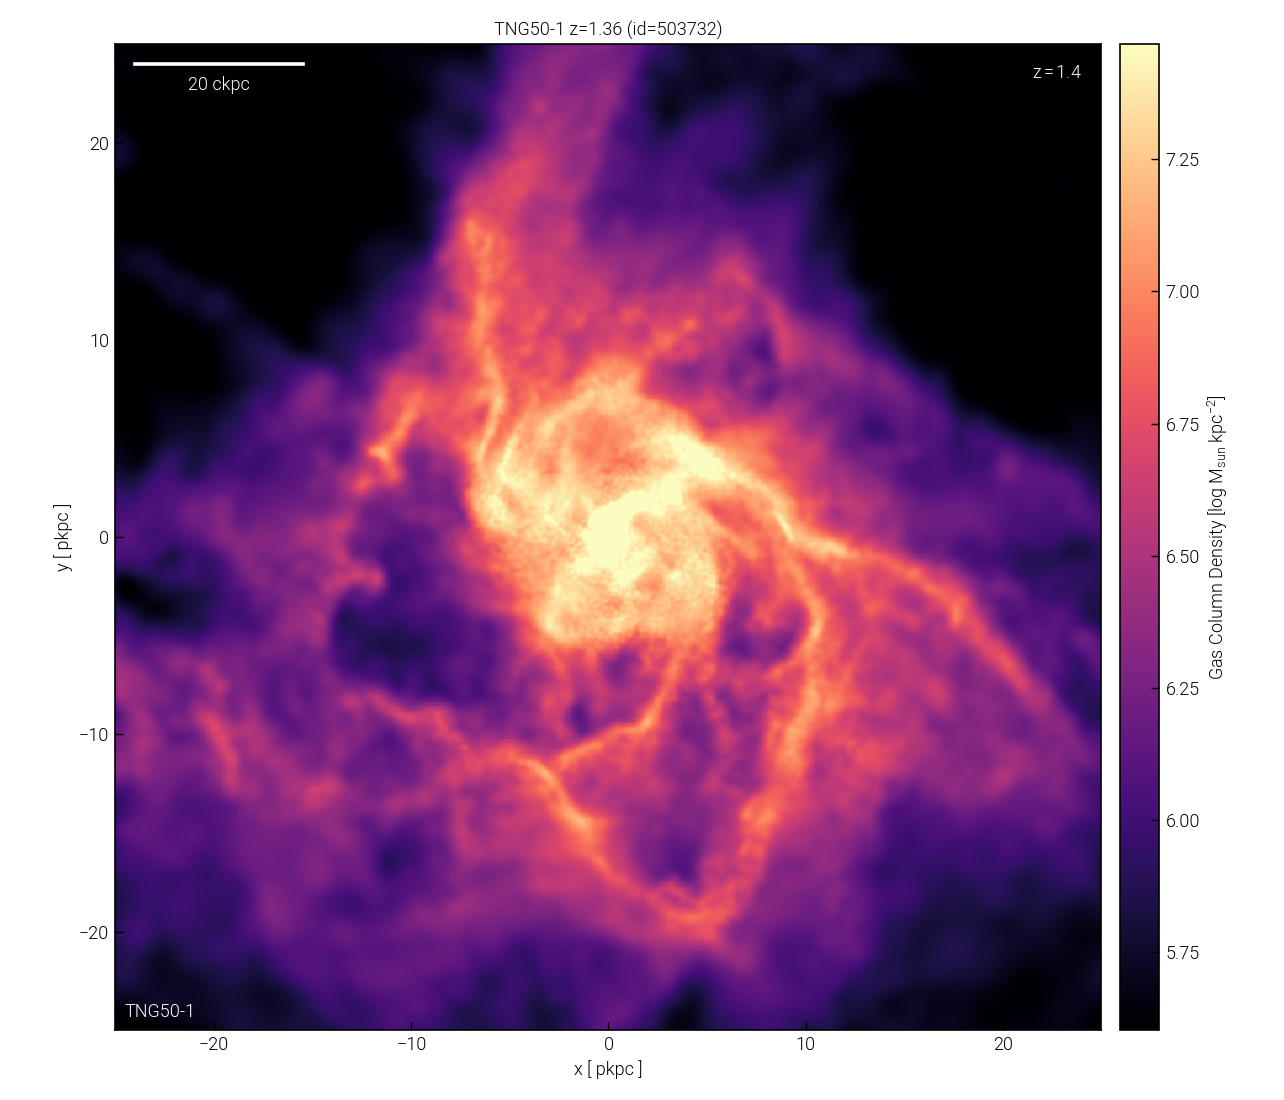 TNG50-1 z=1.36 (id=503732)
20 ckpc
z = 1.4
TNG50-1
20
10
0
−10
−20
y [ pkpc ]
−20
−10
0
10
20
x [ pkpc ]
7.25
7.00
6.75
6.50
6.25
6.00
5.75
Gas Column Density [log M_sun kpc⁻²]